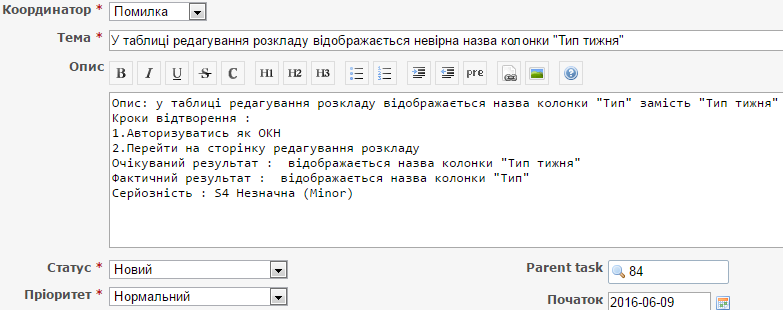 Координатор * Помилка
Тема * У таблиці редагування розкладу відображається невірна назва колонки "Тип тижня"
Опис B I U S C H1 H2 H3 pre
Опис: у таблиці редагування розкладу відображається назва колонки "Тип" замість "Тип тижня"
Кроки відтворення :
1.Авторизуватись як ОКН
2.Перейти на сторінку редагування розкладу
Очікуваний результат :  відображається назва колонки "Тип тижня"
Фактичний результат :  відображається назва колонки "Тип"
Серйозність : S4 Незначна (Minor)
Статус * Новий Parent task 84
Пріоритет * Нормальний Початок 2016-06-09